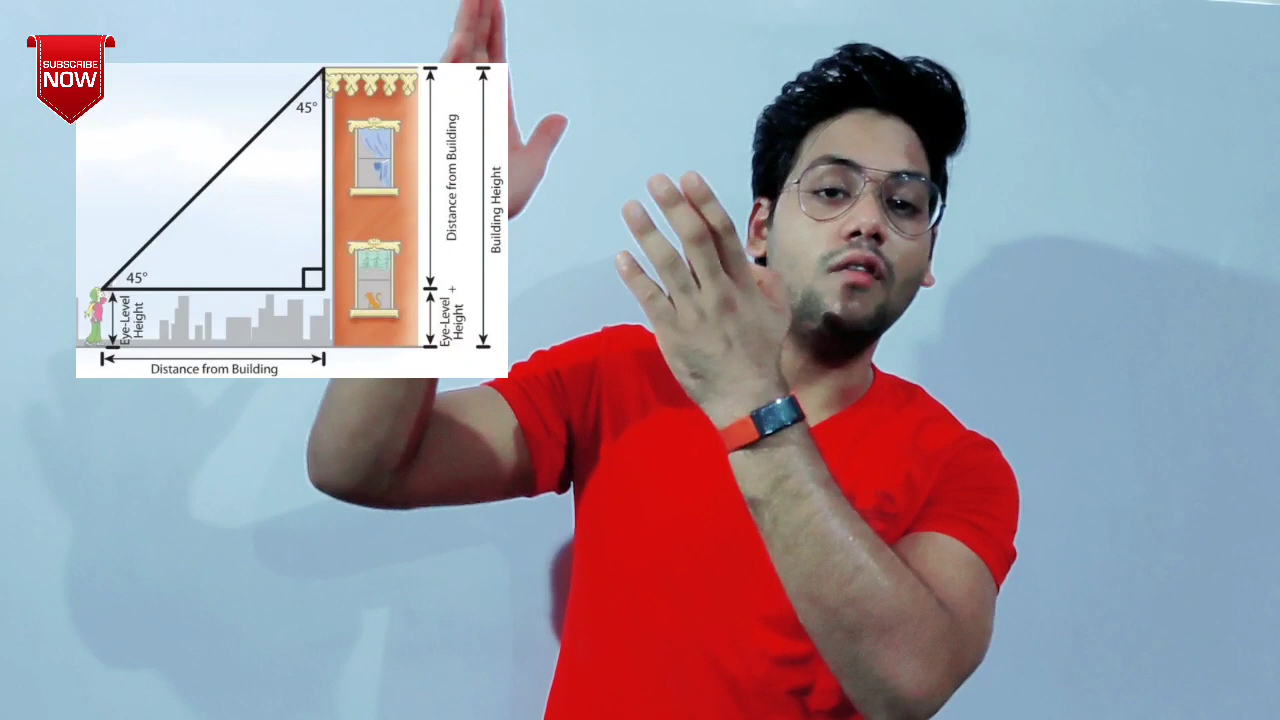 SUBSCRIBE
NOW
45°
45°
Eye-Level
Height
Distance from Building
Eye-Level
Height
+
Distance from Building
Building Height